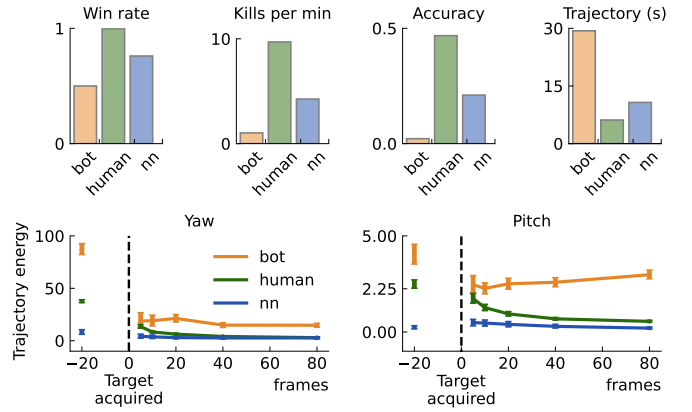 Win rate
Kills per min
Accuracy
Trajectory (s)
1
0
bot
human
nn
10
0
bot
human
nn
0.5
0.0
bot
human
nn
30
15
0
bot
human
nn
Trajectory energy
Yaw
100
50
0
bot
human
nn
−20
0
20
40
60
80
Target
acquired
frames
Pitch
5.00
2.25
0.00
−20
0
20
40
60
80
Target
acquired
frames